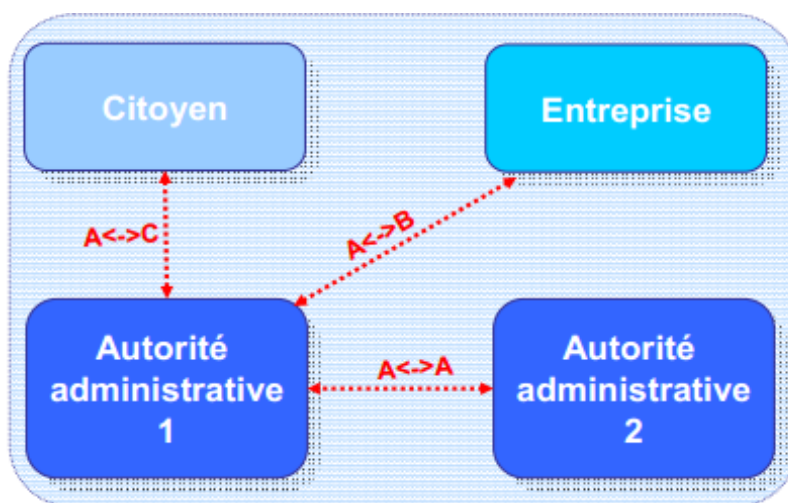 Citoyen
Entreprise
A<->C
A<->B
Autorité
administrative
1
A<->A
Autorité
administrative
2